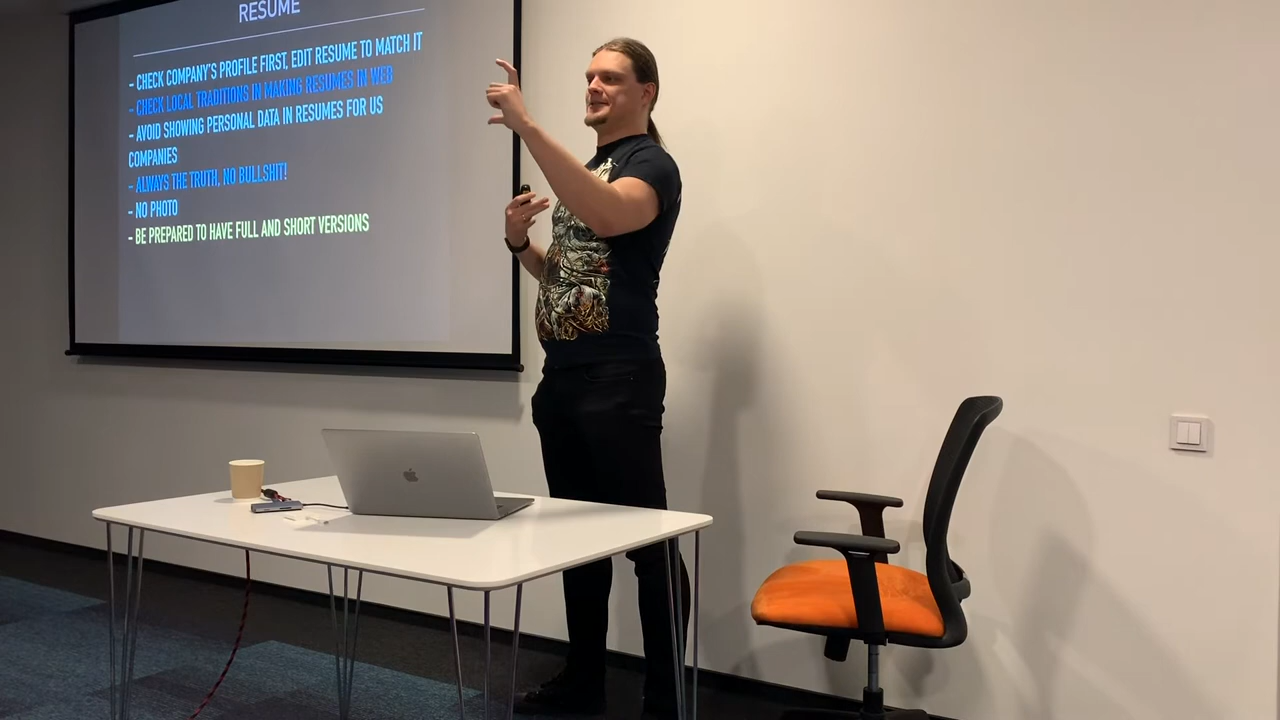 RESUME
- CHECK COMPANY'S PROFILE FIRST, EDIT RESUME TO MATCH IT
- CHECK LOCAL TRADITIONS IN MAKING RESUMES IN WEB
- AVOID SHOWING PERSONAL DATA IN RESUMES FOR US
COMPANIES
- ALWAYS THE TRUTH, NO BULLSHIT!
- NO PHOTO
- BE PREPARED TO HAVE FULL AND SHORT VERSIONS